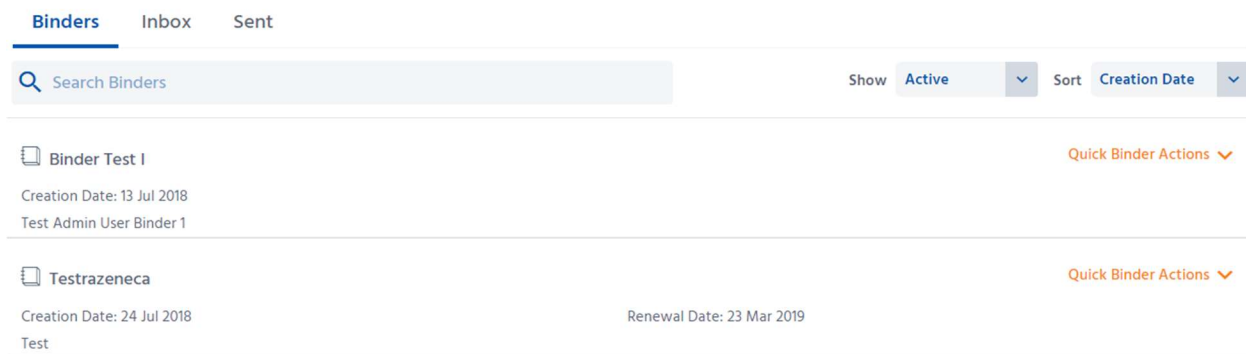 Binders Inbox Sent
Search Binders Show Active Sort Creation Date
Binder Test I Quick Binder Actions
Creation Date: 13 Jul 2018
Test Admin User Binder 1
Testrazeneca Quick Binder Actions
Creation Date: 24 Jul 2018 Renewal Date: 23 Mar 2019
Test